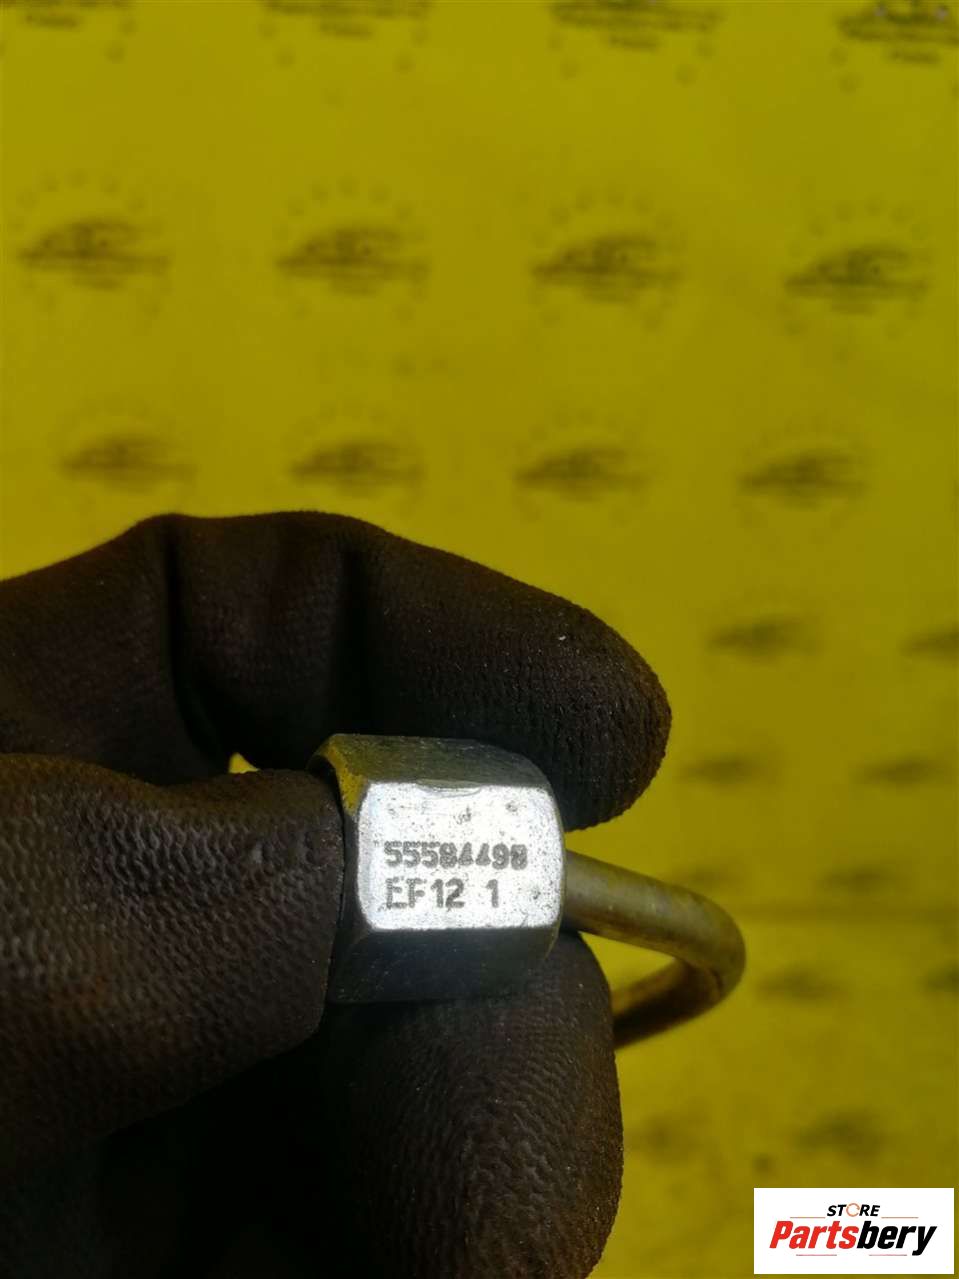 55584498
EF12 1
STORE
Partsbery